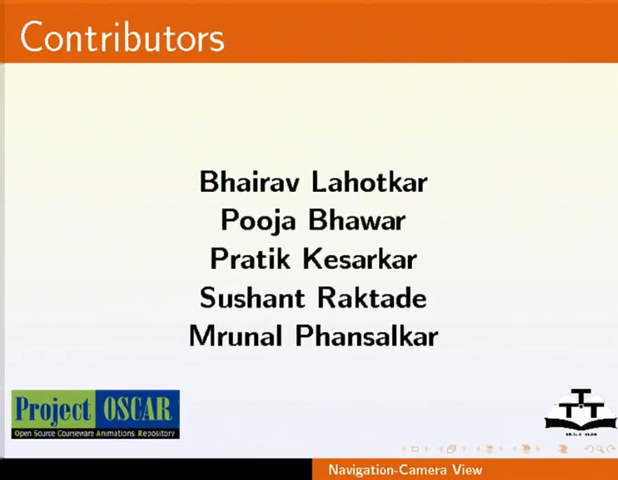 Contributors
Bhairav Lahotkar
Pooja Bhawar
Pratik Kesarkar
Sushant Raktade
Mrunal Phansalkar
Project OSCAR
Open Source Courseware Animations Repository
Navigation-Camera View